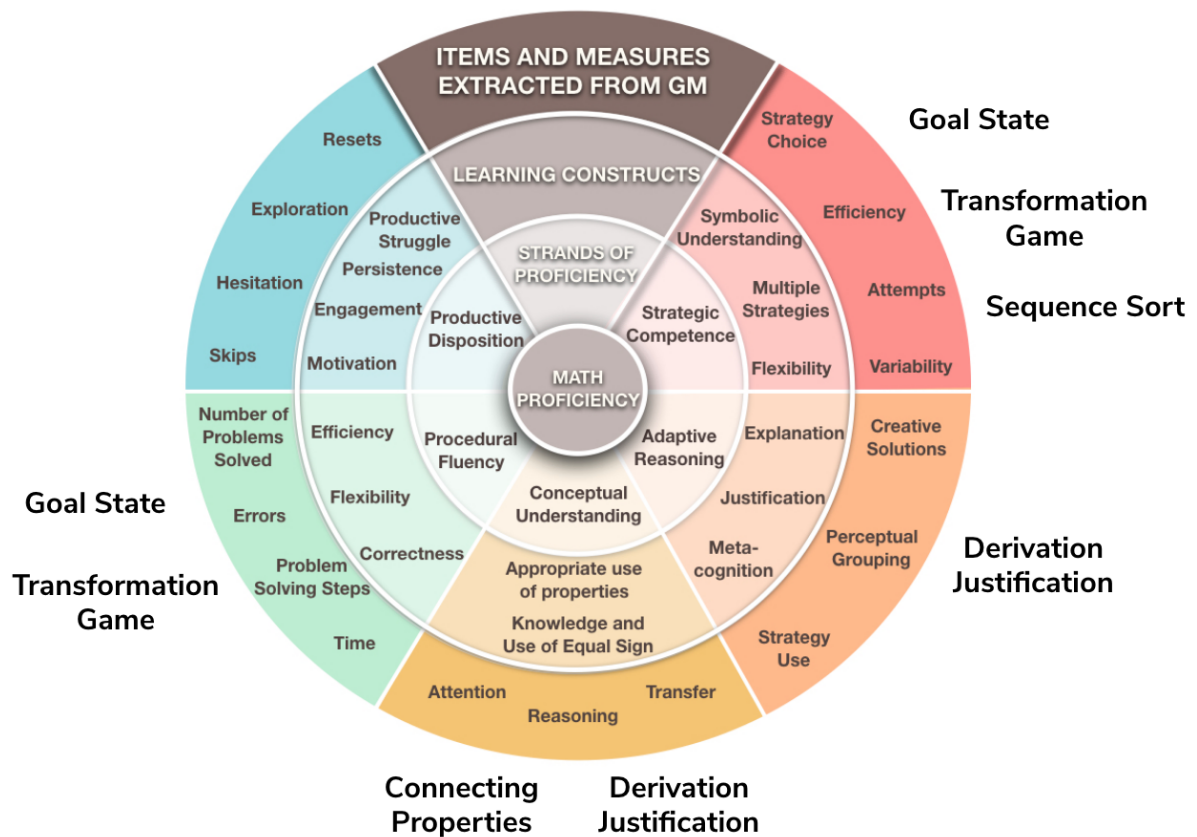 ITEMS AND MEASURES
EXTRACTED FROM GM
LEARNING CONSTRUCTS
STRANDS OF
PROFICIENCY
MATH
PROFICIENCY
Strategy
Choice
Efficiency
Attempts
Variability
Symbolic
Understanding
Multiple
Strategies
Flexibility
Strategic
Competence
Goal State
Transformation
Game
Sequence Sort
Creative
Solutions
Perceptual
Grouping
Strategy
Use
Explanation
Justification
Meta-
cognition
Adaptive
Reasoning
Derivation
Justification
Conceptual
Understanding
Appropriate use
of properties
Knowledge and
Use of Equal Sign
Attention
Reasoning
Transfer
Connecting
Properties
Derivation
Justification
Procedural
Fluency
Efficiency
Flexibility
Correctness
Number of
Problems
Solved
Errors
Problem
Solving Steps
Time
Goal State
Transformation
Game
Productive
Disposition
Productive
Struggle
Persistence
Engagement
Motivation
Resets
Exploration
Hesitation
Skips